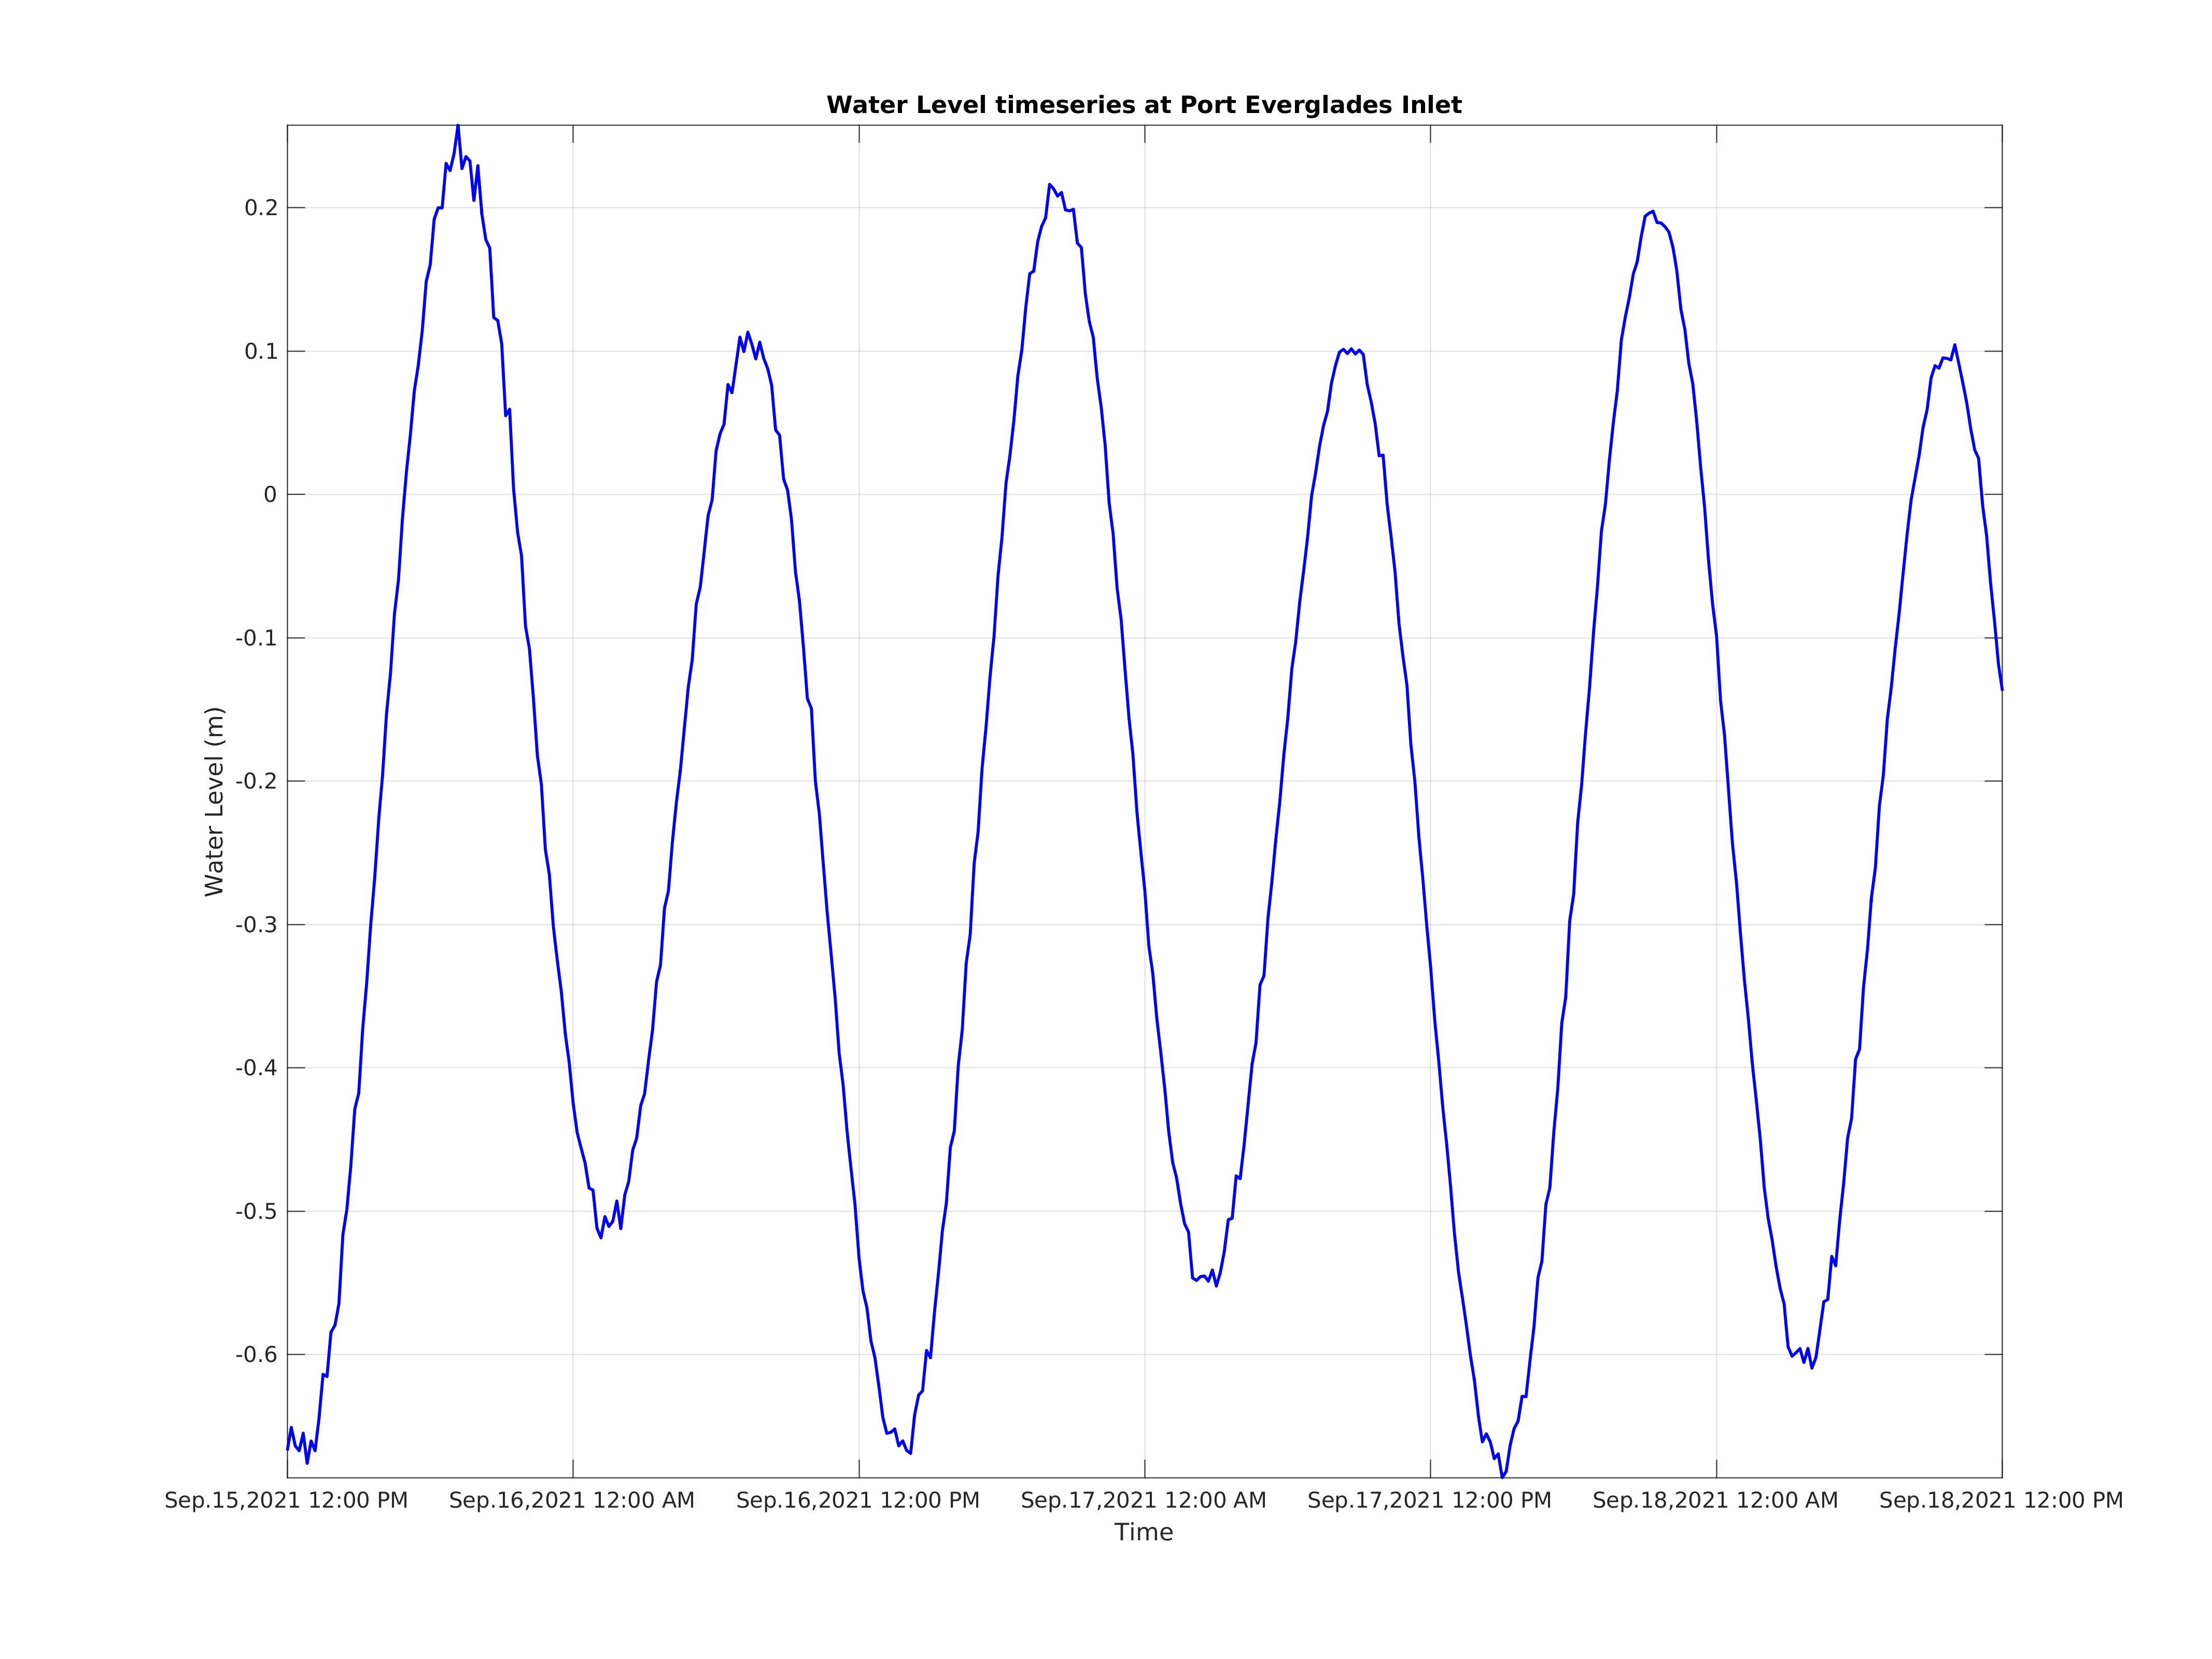 Water Level timeseries at Port Everglades Inlet
0.2
0.1
0
-0.1
-0.2
-0.3
-0.4
-0.5
-0.6
Water Level (m)
Sep.15,2021 12:00 PM Sep.16,2021 12:00 AM Sep.16,2021 12:00 PM Sep.17,2021 12:00 AM Sep.17,2021 12:00 PM Sep.18,2021 12:00 AM Sep.18,2021 12:00 PM
Time